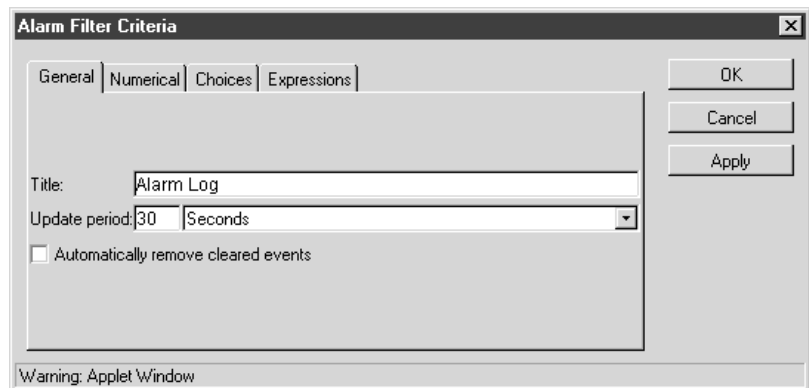 Alarm Filter Criteria
General Numerical Choices Expressions
OK
Cancel
Apply
Title: Alarm Log
Update period: 30 Seconds
Automatically remove cleared events
Warning: Applet Window